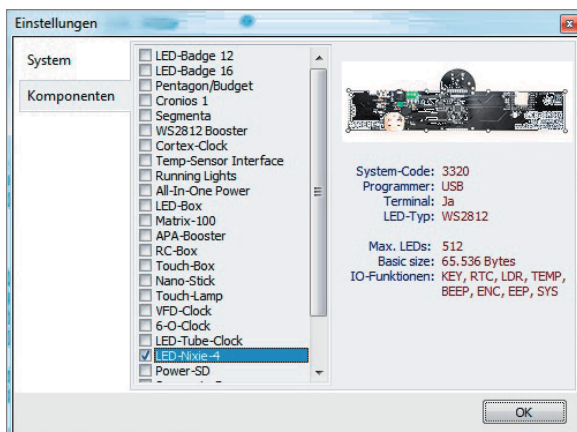 Einstellungen
System
Komponenten
LED-Badge 12
LED-Badge 16
Pentagon/Budget
Cronios 1
Segmenta
WS2812 Booster
Cortex-Clock
Temp-Sensor Interface
Running Lights
All-In-One Power
LED-Box
Matrix-100
APA-Booster
RC-Box
Touch-Box
Nano-Stick
Touch-Lamp
VFD-Clock
6-O-Clock
LED-Tube-Clock
LED-Nixie-4
Power-SD
System-Code: 3320
Programmer: USB
Terminal: Ja
LED-Typ: WS2812
Max. LEDs: 512
Basic size: 65.536 Bytes
IO-Funktionen: KEY, RTC, LDR, TEMP,
BEEP, ENC, EEP, SYS
OK